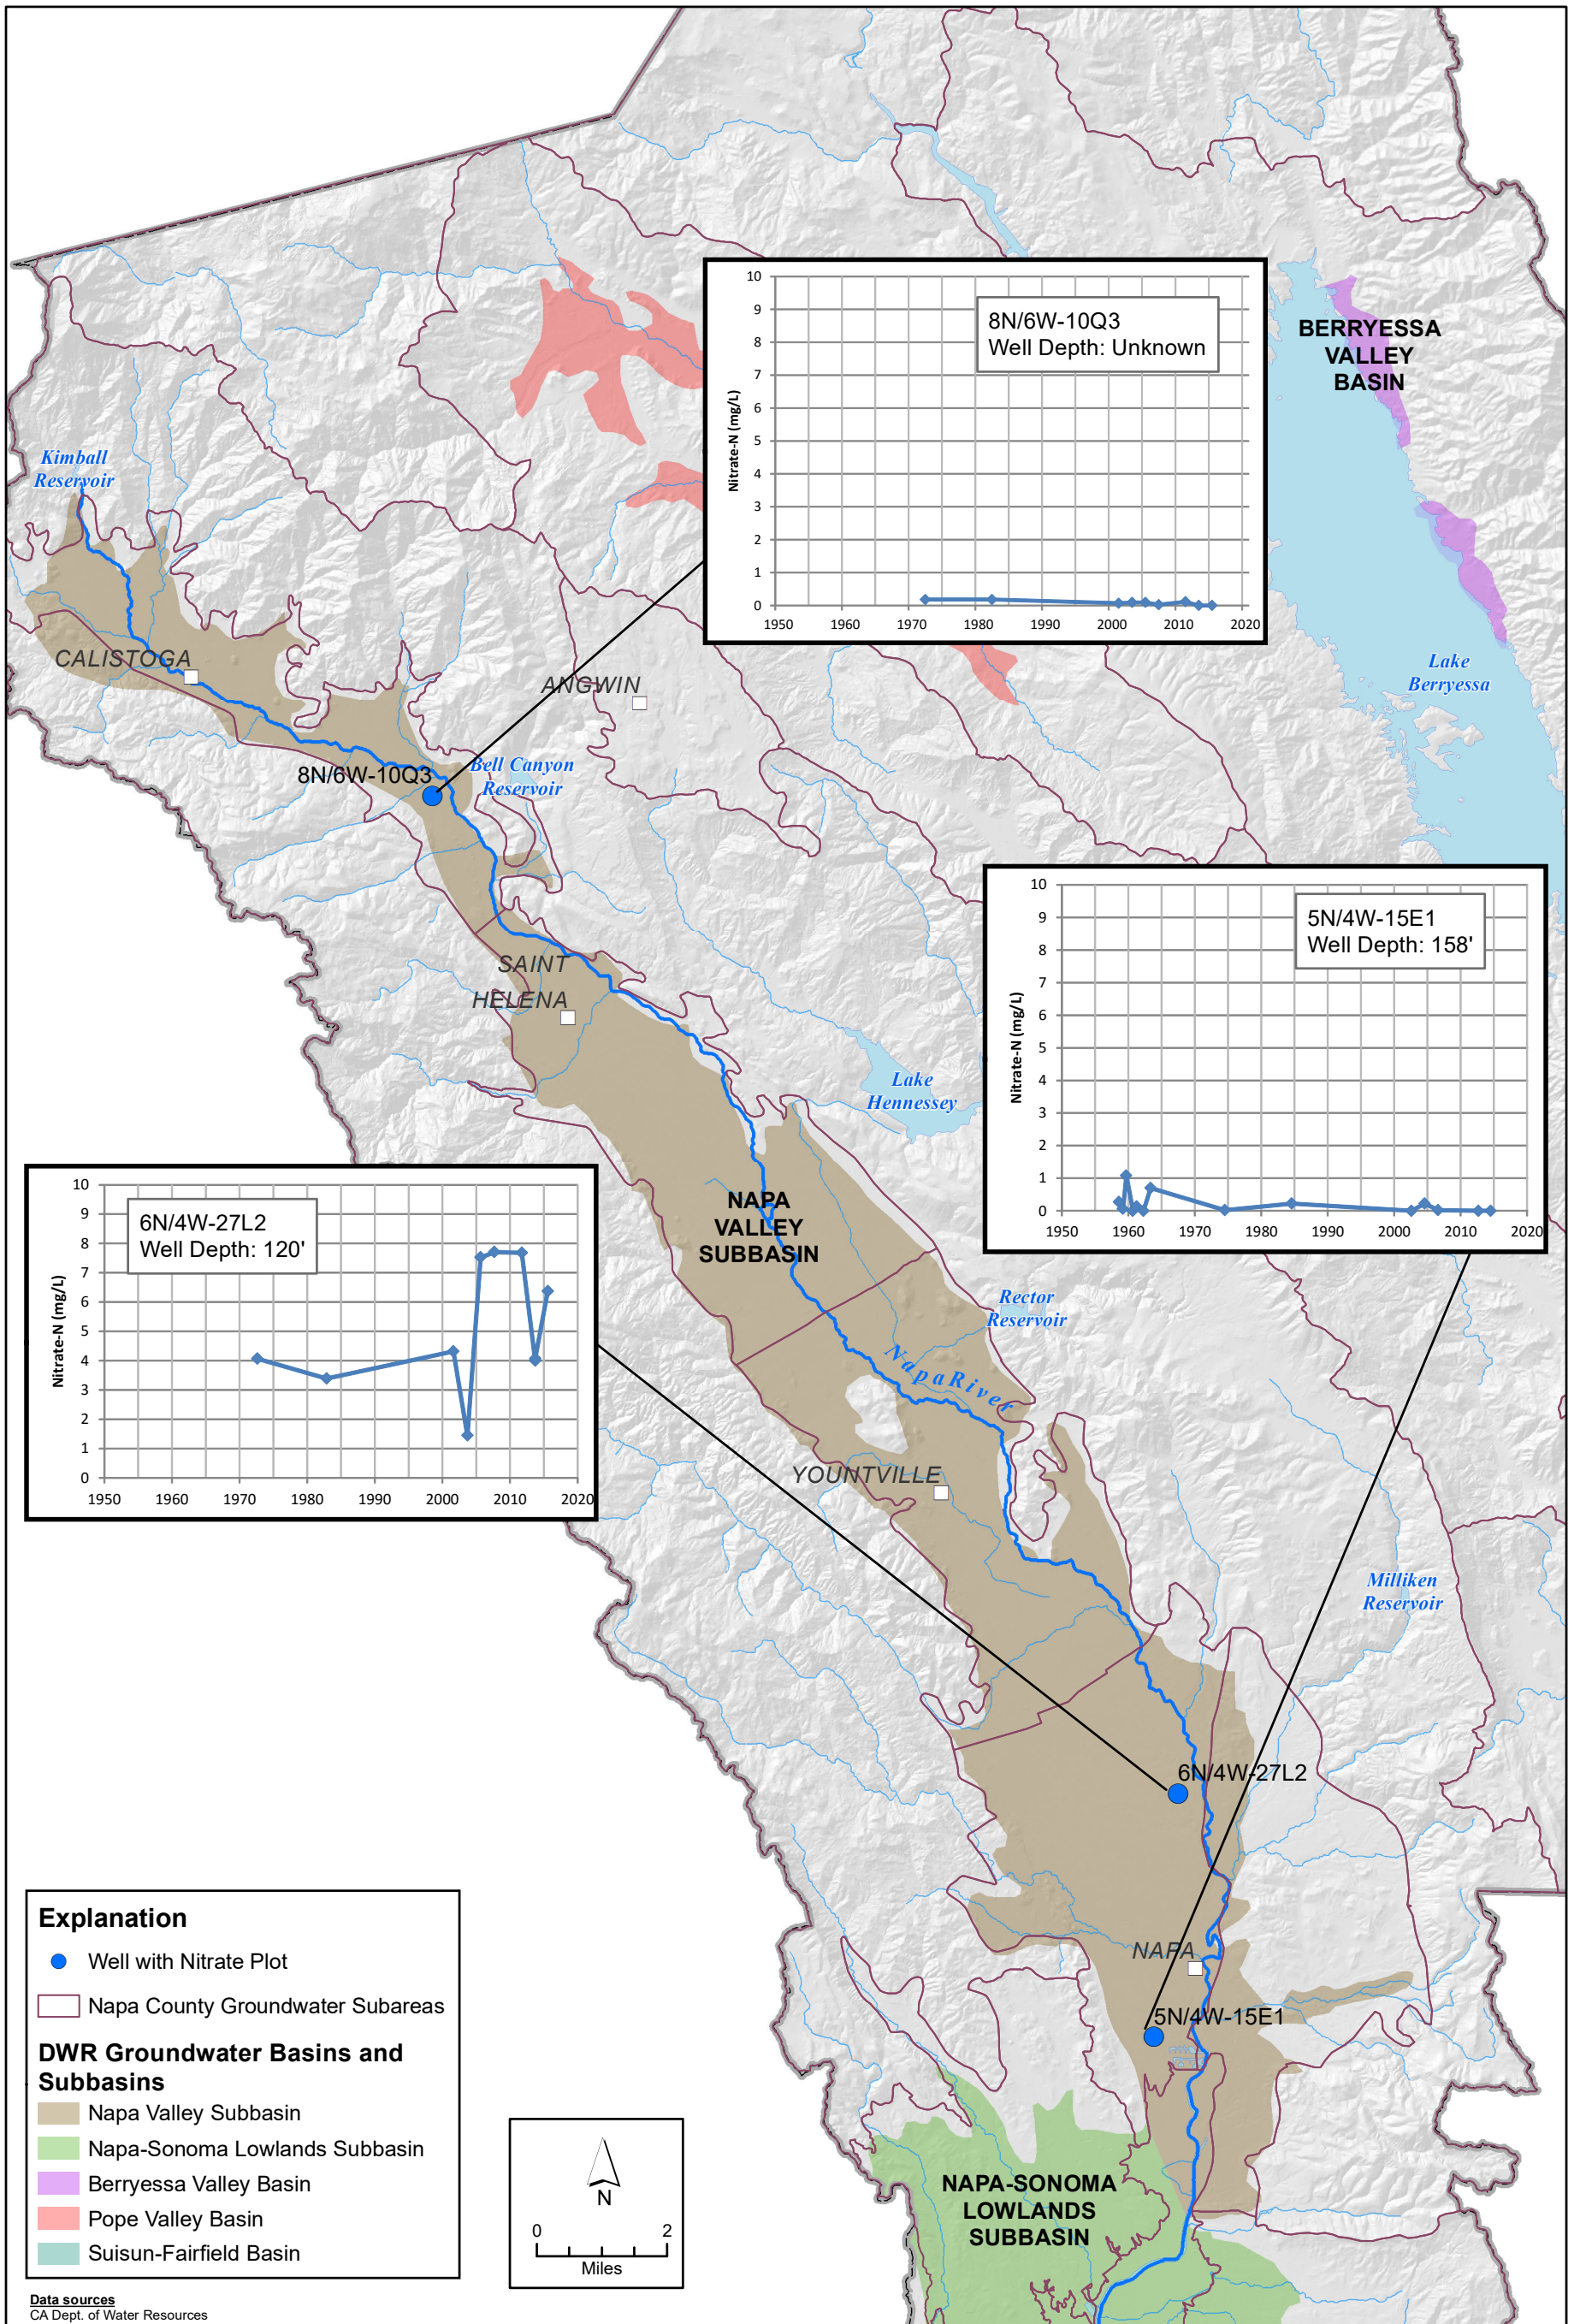 10
9
8
7
6
5
4
3
2
1
0
Nitrate-N (mg/L)
8N/6W-10Q3
Well Depth: Unknown
1950 1960 1970 1980 1990 2000 2010 2020
BERRYESSA
VALLEY
BASIN
Kimball
Reservoir
CALISTOGA
ANGWIN
Lake
Berryessa
8N/6W-10Q3
Bell Canyon
Reservoir
SAINT
HELENA
10
9
8
7
6
5
4
3
2
1
0
Nitrate-N (mg/L)
5N/4W-15E1
Well Depth: 158'
1950 1960 1970 1980 1990 2000 2010 2020
Lake
Hennessey
10
9
8
7
6
5
4
3
2
1
0
Nitrate-N (mg/L)
6N/4W-27L2
Well Depth: 120'
1950 1960 1970 1980 1990 2000 2010 2020
NAPA
VALLEY
SUBBASIN
Rector
Reservoir
Napa River
YOUNTVILLE
Milliken
Reservoir
6N/4W-27L2
NAPA
5N/4W-15E1
NAPA-SONOMA
LOWLANDS
SUBBASIN
Explanation
Well with Nitrate Plot
Napa County Groundwater Subareas
DWR Groundwater Basins and
Subbasins
Napa Valley Subbasin
Napa-Sonoma Lowlands Subbasin
Berryessa Valley Basin
Pope Valley Basin
Suisun-Fairfield Basin
N
0 2
Miles
Data sources
CA Dept. of Water Resources